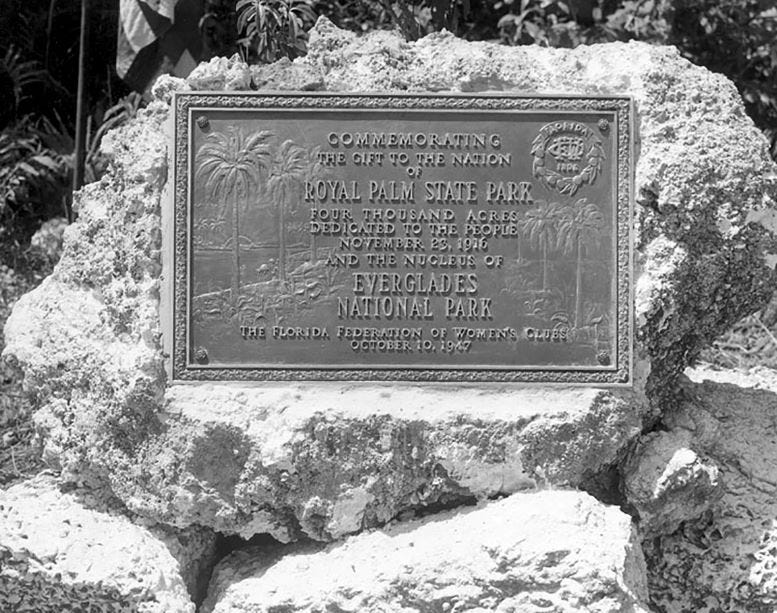 COMMEMORATING
THE GIFT TO THE NATION
OF
ROYAL PALM STATE PARK
FOUR THOUSAND ACRES
DEDICATED TO THE PEOPLE
NOVEMBER 23, 1916
AND THE NUCLEUS OF
EVERGLADES
NATIONAL PARK
THE FLORIDA FEDERATION OF WOMEN'S CLUBS
OCTOBER 10, 1947
FLORIDA